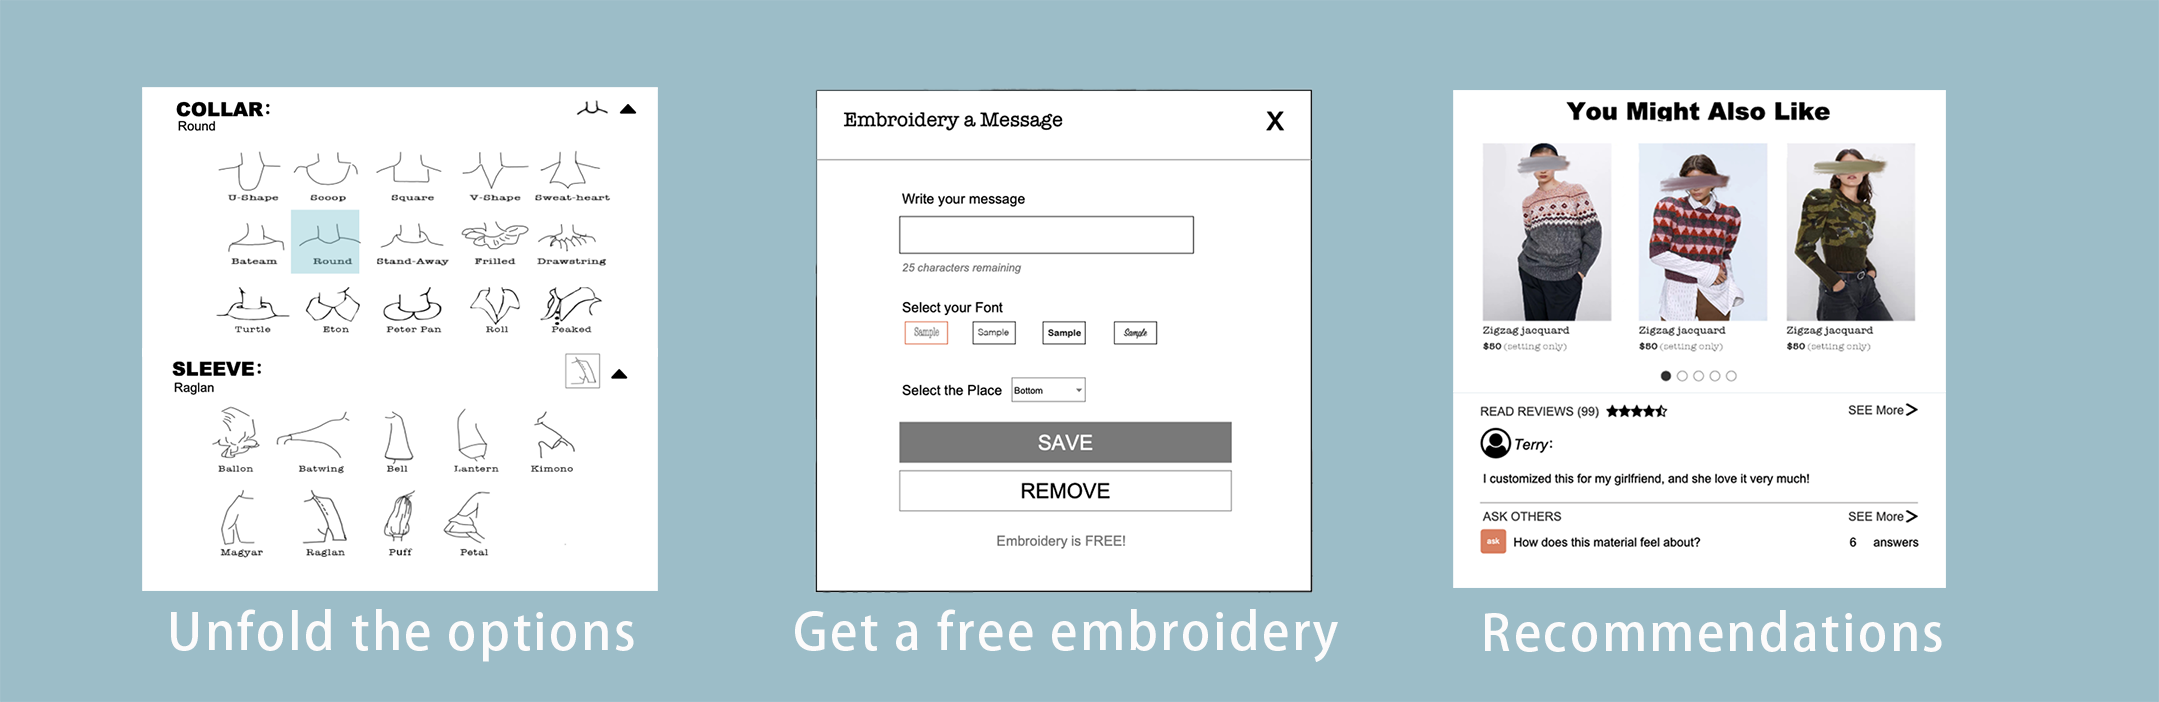 COLLAR:
Round
U-Shape Scoop Square V-Shape Sweat-heart
Bateam Round Stand-Away Frilled Drawstring
Turtle Eton Peter Pan Roll Peaked
SLEEVE:
Raglan
Ballon Batwing Bell Lantern Kimono
Magyar Raglan Puff Petal
Unfold the options
Embroidery a Message X
Write your message
25 characters remaining
Select your Font
Sample Sample Sample Sample
Select the Place Bottom
SAVE
REMOVE
Embroidery is FREE!
Get a free embroidery
You Might Also Like
Zigzag jacquard Zigzag jacquard Zigzag jacquard
$50 (setting only) $50 (setting only) $50 (setting only)
READ REVIEWS (99) SEE More
Terry:
I customized this for my girlfriend, and she love it very much!
ASK OTHERS SEE More
ask How does this material feel about? 6 answers
Recommendations